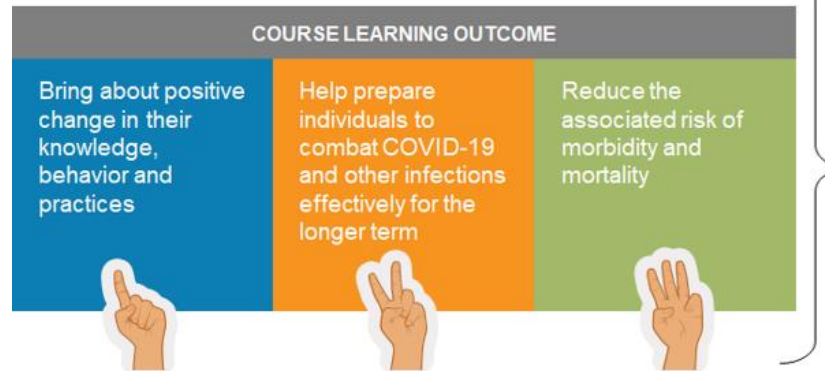 COURSE LEARNING OUTCOME
Bring about positive
change in their
knowledge,
behavior and
practices
Help prepare
individuals to
combat COVID-19
and other infections
effectively for the
longer term
Reduce the
associated risk of
morbidity and
mortality